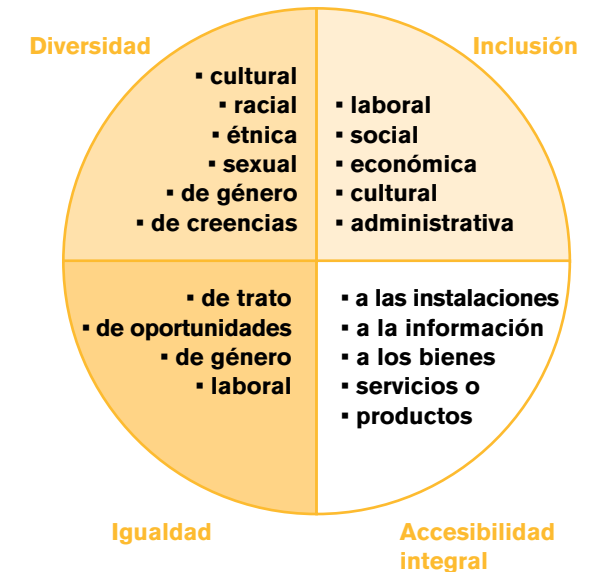 Diversidad
▪ cultural
▪ racial
▪ étnica
▪ sexual
▪ de género
▪ de creencias
Inclusión
▪ laboral
▪ social
▪ económica
▪ cultural
▪ administrativa
▪ de trato
▪ de oportunidades
▪ de género
▪ laboral
Igualdad
▪ a las instalaciones
▪ a la información
▪ a los bienes
▪ servicios o
▪ productos
Accesibilidad
integral